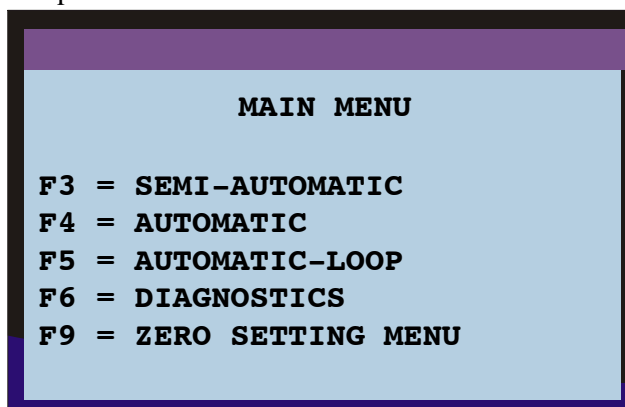 MAIN MENU
F3 = SEMI-AUTOMATIC
F4 = AUTOMATIC
F5 = AUTOMATIC-LOOP
F6 = DIAGNOSTICS
F9 = ZERO SETTING MENU